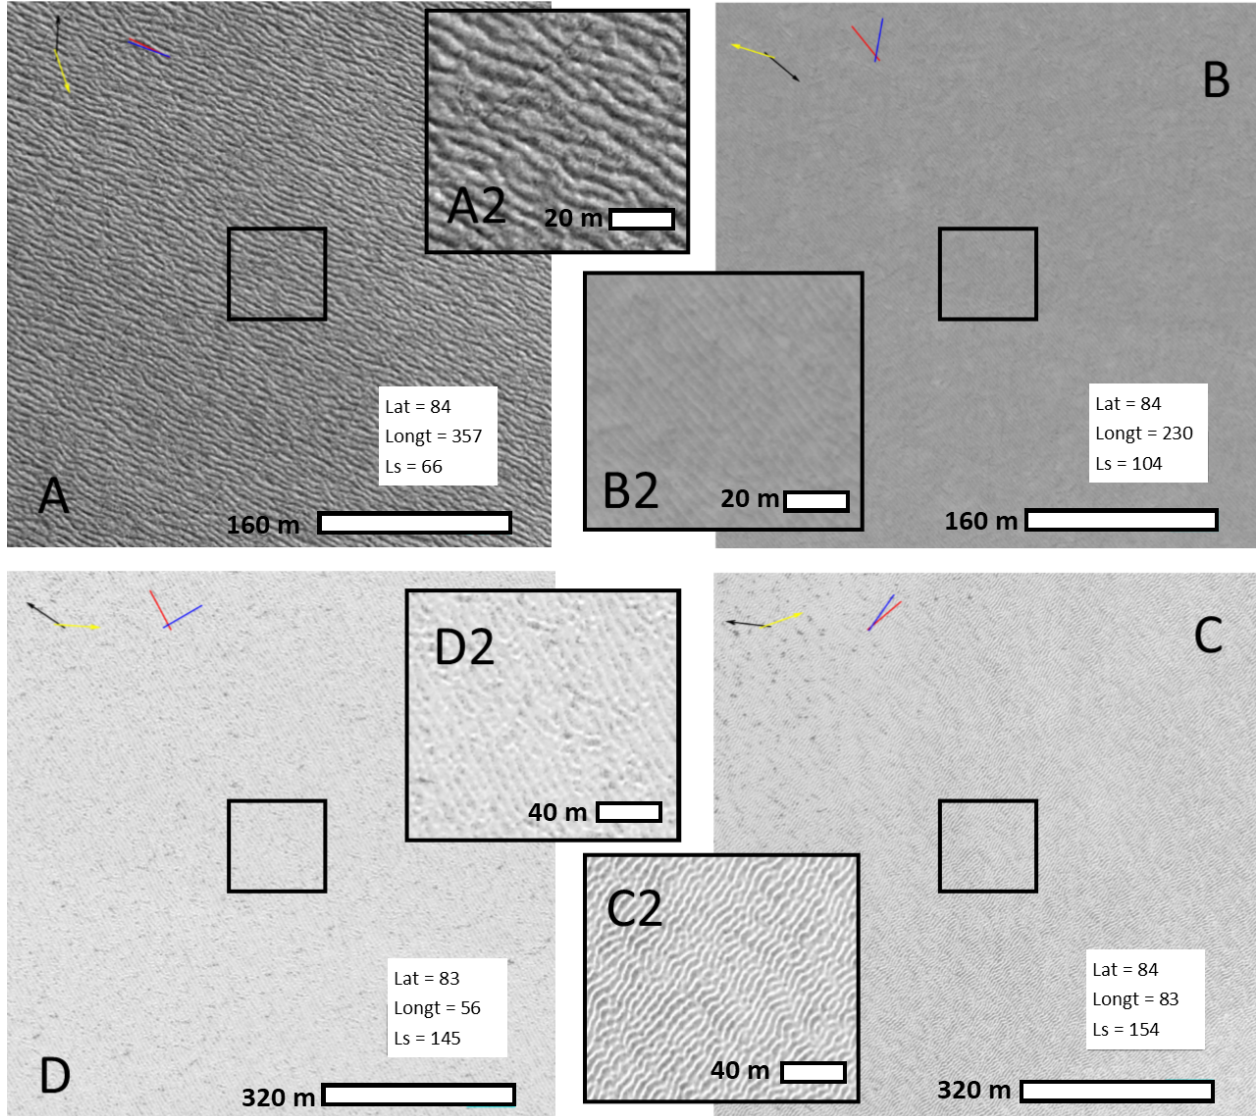 A
A2
20 m
Lat = 84
Longt = 357
Ls = 66
160 m
B
B2
20 m
Lat = 84
Longt = 230
Ls = 104
160 m
D
D2
40 m
Lat = 83
Longt = 56
Ls = 145
320 m
C
C2
40 m
Lat = 84
Longt = 83
Ls = 154
320 m